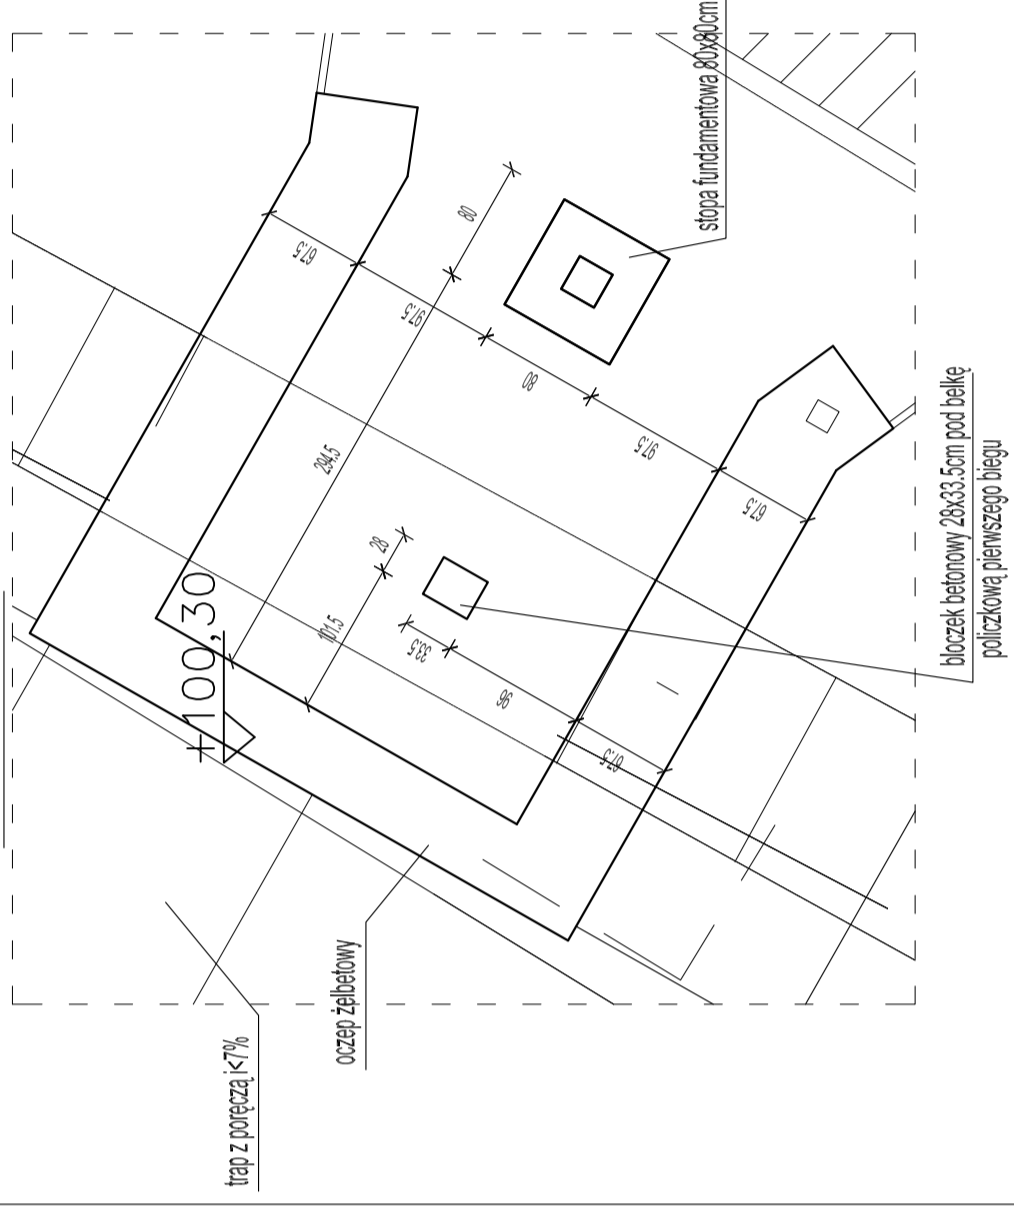 stopa fundamentowa 80x80cm
bloczek betonowy 28x33.5cm pod belkę
policzkową pierwszego biegu
oczep żelbetowy
trap z poręczą i<7%
+100,30
67.5
97.5
80
97.5
67.5
80
294.5
28
101.5
33.5
96
67.5